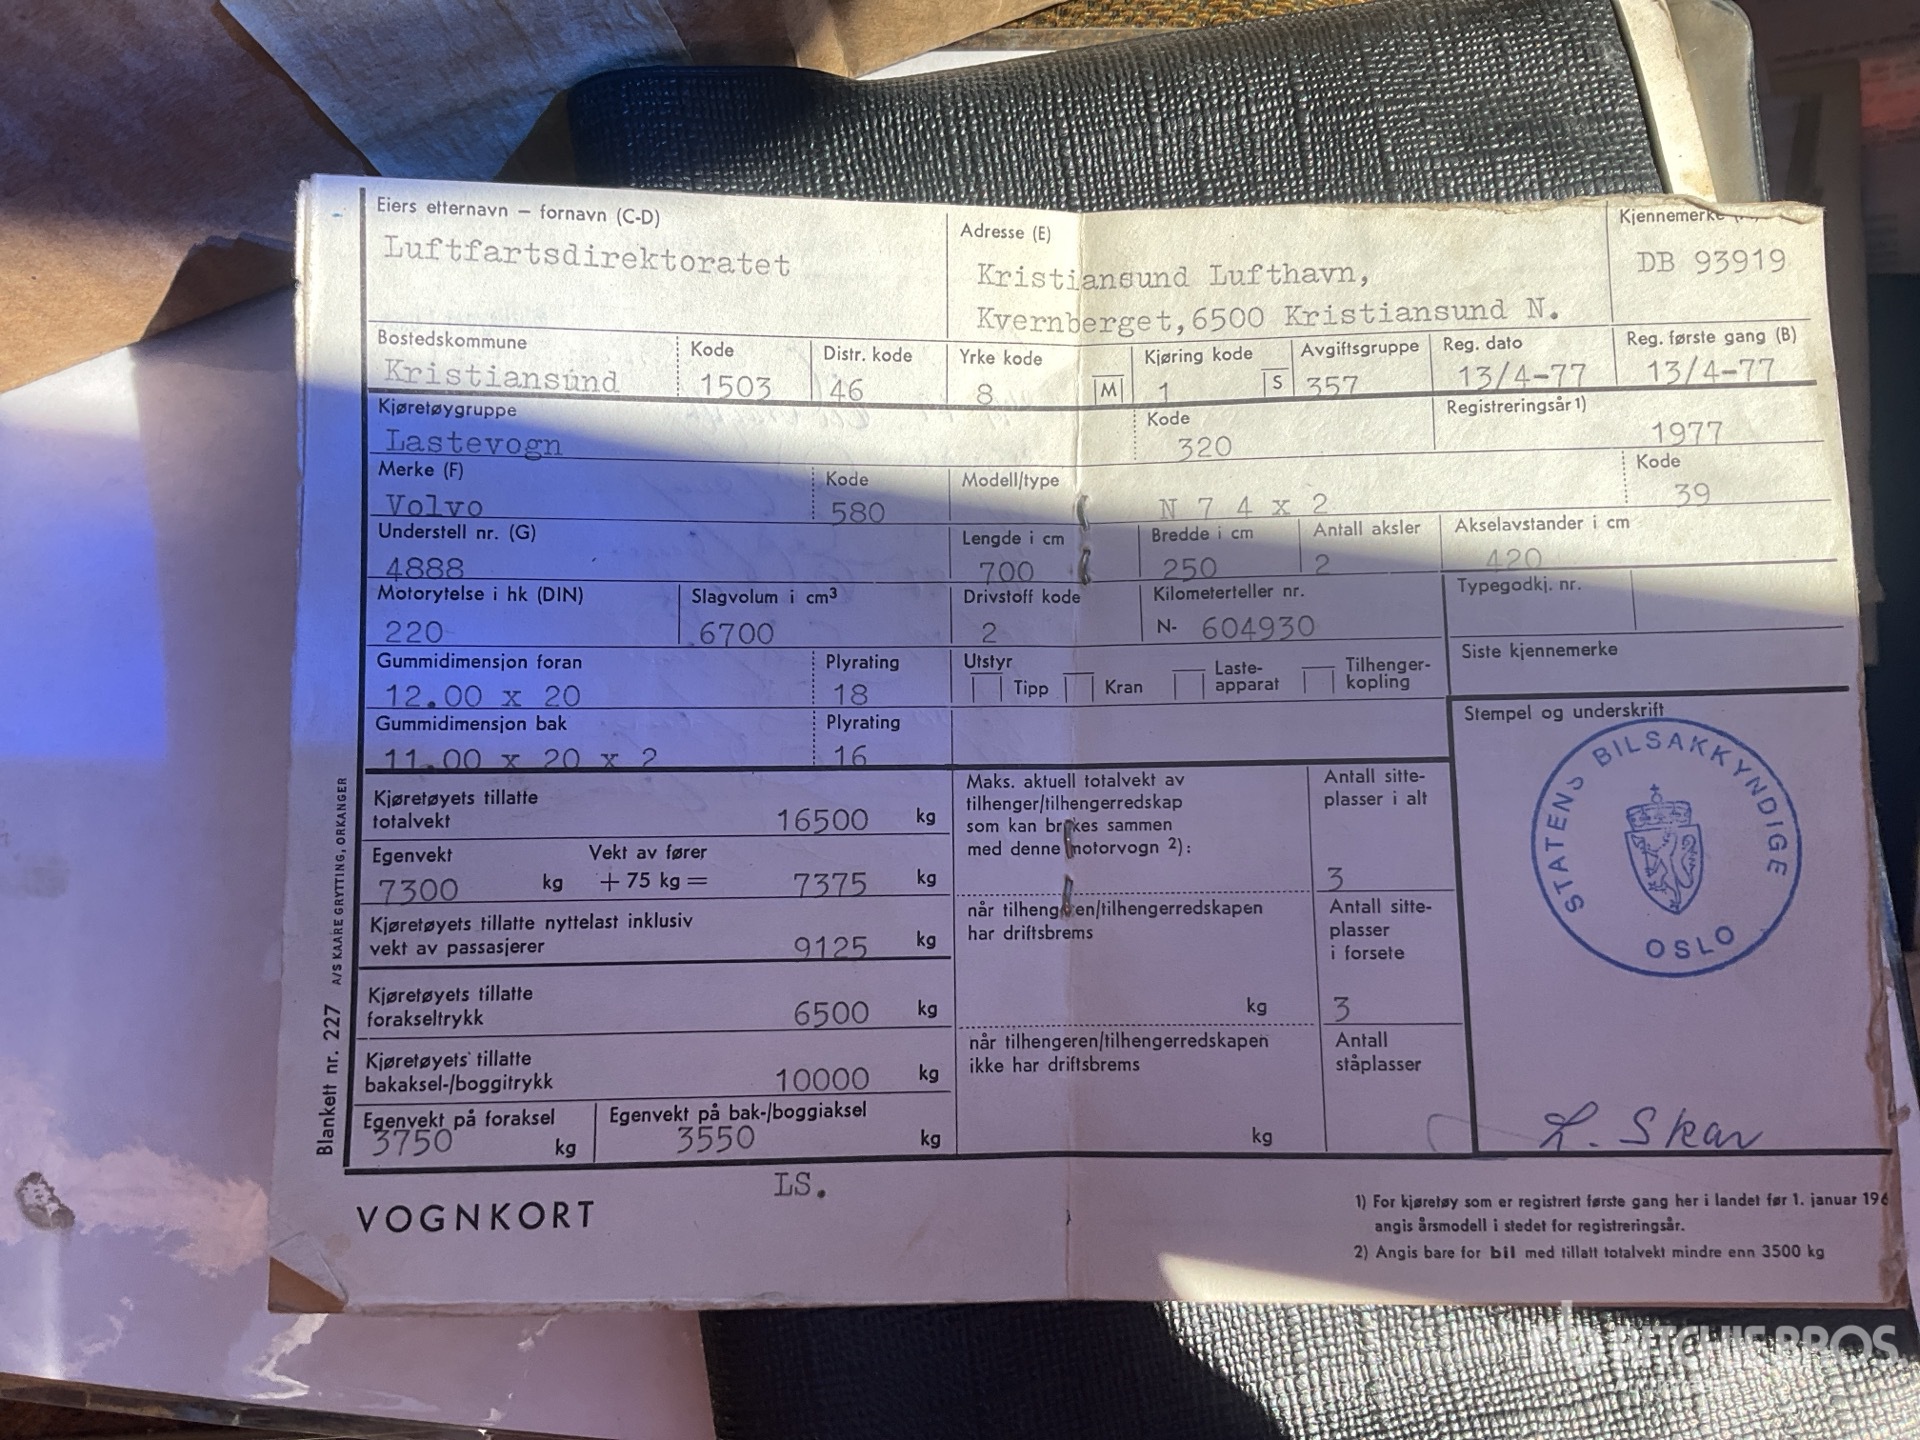 Eiers etternavn – fornavn (C-D)
Luftfartsdirektoratet
Adresse (E)
Kristiansund Lufthavn,
Kvernberget, 6500 Kristiansund N.
Kjennemerke
DB 93919
Bostedskommune
Kristiansund
Kode
1503
Distr. kode
46
Yrke kode
8
M
Kjøring kode
1
S
Avgiftsgruppe
357
Reg. dato
13/4-77
Reg. første gang (B)
13/4-77
Kjøretøygruppe
Lastevogn
Kode
320
Registreringsår 1)
1977
Merke (F)
Volvo
Kode
580
Modell/type
N 7 4 x 2
Kode
39
Understell nr. (G)
4888
Lengde i cm
700
Bredde i cm
250
Antall aksler
2
Akselavstander i cm
420
Motorytelse i hk (DIN)
220
Slagvolum i cm3
6700
Drivstoff kode
2
Kilometerteller nr.
N- 604930
Typegodkj. nr.
Gummidimensjon foran
12.00 x 20
Plyrating
18
Utstyr
Tipp
Kran
Laste-
apparat
Tilhenger-
kopling
Siste kjennemerke
Gummidimensjon bak
11.00 x 20 x 2
Plyrating
16
Stempel og underskrift
STATENS BILSAKKYNDIGE
OSLO
Kjøretøyets tillatte
totalvekt
16500 kg
Egenvekt
7300 kg
Vekt av fører
+ 75 kg =
7375 kg
Kjøretøyets tillatte nyttelast inklusiv
vekt av passasjerer
9125 kg
Kjøretøyets tillatte
forakseltrykk
6500 kg
Kjøretøyets tillatte
bakaksel-/boggitrykk
10000 kg
Egenvekt på foraksel
3750 kg
Egenvekt på bak-/boggiaksel
3550 kg
Maks. aktuell totalvekt av
tilhenger/tilhengerredskap
som kan brukes sammen
med denne motorvogn 2):
når tilhengeren/tilhengerredskapen
har driftsbrems
kg
når tilhengeren/tilhengerredskapen
ikke har driftsbrems
kg
Antall sitte-
plasser i alt
3
Antall sitte-
plasser
i forsete
3
Antall
ståplasser
L. Skar
LS.
VOGNKORT
1) For kjøretøy som er registrert første gang her i landet før 1. januar 196
angis årsmodell i stedet for registreringsår.
2) Angis bare for bil med tillatt totalvekt mindre enn 3500 kg
Blankett nr. 227 A/S KAARE GRYTTING, ORKANGER
RITCHIE BROS.